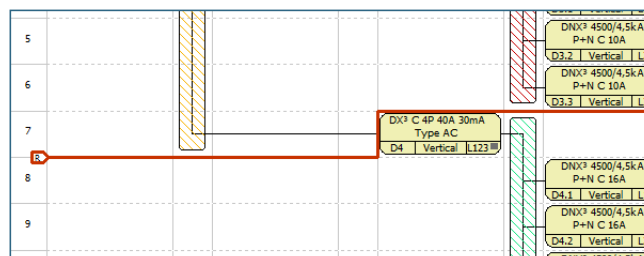 DNX³ 4500/4,5kA
5
P+N C 10A
D3.2 Vertical L
DNX³ 4500/4,5kA
6
P+N C 10A
D3.3 Vertical L
DX³ C 4P 40A 30mA
7
Type AC
D4 Vertical L123
R
DNX³ 4500/4,5kA
8
P+N C 16A
D4.1 Vertical L
DNX³ 4500/4,5kA
9
P+N C 16A
D4.2 Vertical L